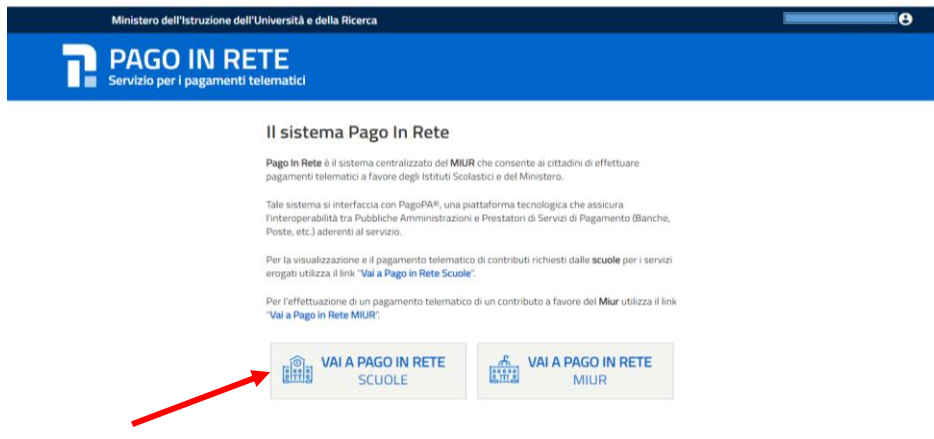 Ministero dell'Istruzione dell'Università e della Ricerca
PAGO IN RETE
Servizio per i pagamenti telematici
Il sistema Pago In Rete
Pago In Rete è il sistema centralizzato del MIUR che consente ai cittadini di effettuare
pagamenti telematici a favore degli Istituti Scolastici e del Ministero.
Tale sistema si interfaccia con PagoPA®, una piattaforma tecnologica che assicura
l'interoperabilità tra Pubbliche Amministrazioni e Prestatori di Servizi di Pagamento (Banche,
Poste, etc.) aderenti al servizio.
Per la visualizzazione e il pagamento telematico di contributi richiesti dalle scuole per i servizi
erogati utilizza il link "Vai a Pago in Rete Scuole".
Per l'effettuazione di un pagamento telematico di un contributo a favore del Miur utilizza il link
"Vai a Pago in Rete MIUR".
VAI A PAGO IN RETE
SCUOLE
VAI A PAGO IN RETE
MIUR